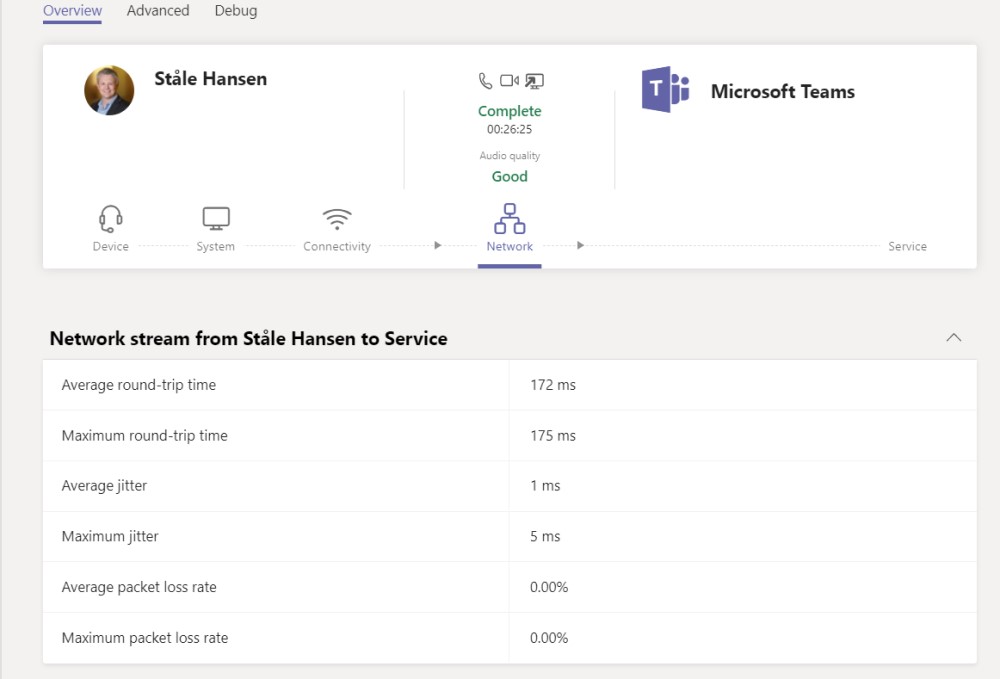 Overview Advanced Debug
Ståle Hansen
Complete
00:26:25
Audio quality
Good
T
Microsoft Teams
Device System Connectivity Network Service
Network stream from Ståle Hansen to Service
Average round-trip time 172 ms
Maximum round-trip time 175 ms
Average jitter 1 ms
Maximum jitter 5 ms
Average packet loss rate 0.00%
Maximum packet loss rate 0.00%